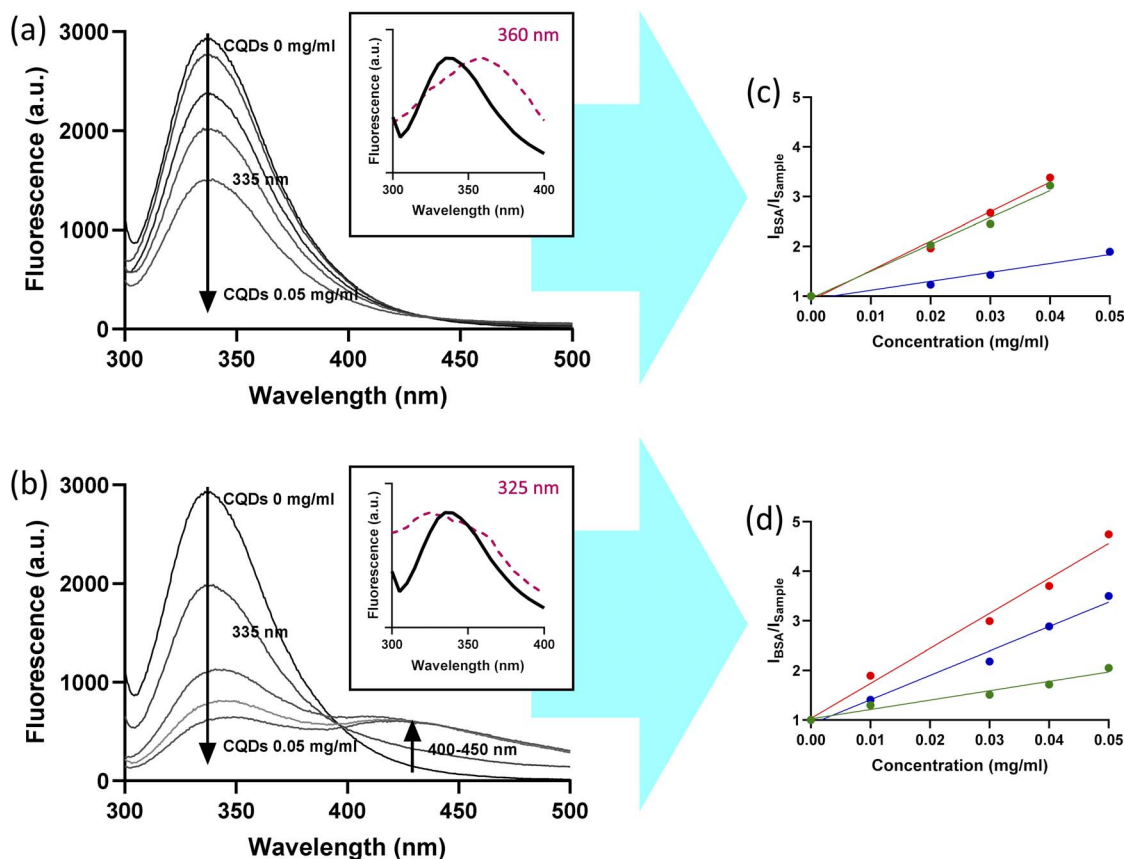 (a)
3000
2000
1000
0
Fluorescence (a.u.)
CQDs 0 mg/ml
335 nm
CQDs 0.05 mg/ml
300 350 400 450 500
Wavelength (nm)
360 nm
Fluorescence (a.u.)
300 350 400
Wavelength (nm)
(c)
5
4
3
2
1
I_BSA/I_Sample
0.00 0.01 0.02 0.03 0.04 0.05
Concentration (mg/ml)
(b)
3000
2000
1000
0
Fluorescence (a.u.)
CQDs 0 mg/ml
335 nm
CQDs 0.05 mg/ml
400-450 nm
300 350 400 450 500
Wavelength (nm)
325 nm
Fluorescence (a.u.)
300 350 400
Wavelength (nm)
(d)
5
4
3
2
1
I_BSA/I_Sample
0.00 0.01 0.02 0.03 0.04 0.05
Concentration (mg/ml)